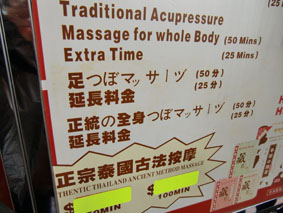 Traditional Acupressure
Massage for whole Body (50 Mins)
Extra Time (25 Mins)
足つぼマッサーヅ (50分)
延長料金 (25分)
正統の全身つぼマッサーヅ (50分)
延長料金 (25分)
正宗泰國古法按摩
THENTIC THAILAND ANCIENT METHOD MASSAGE
$ $
100MIN